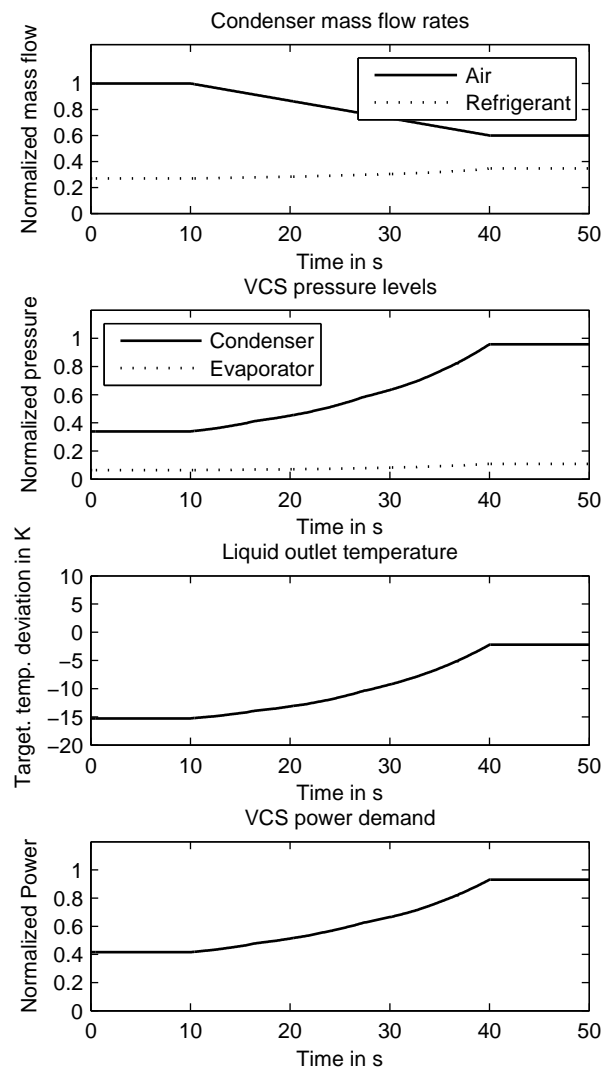 Condenser mass flow rates
Normalized mass flow
1
0.8
0.6
0.4
0.2
0
Air
Refrigerant
0 10 20 30 40 50
Time in s
VCS pressure levels
Normalized pressure
1
0.8
0.6
0.4
0.2
0
Condenser
Evaporator
0 10 20 30 40 50
Time in s
Liquid outlet temperature
Target. temp. deviation in K
10
5
0
−5
−10
−15
−20
0 10 20 30 40 50
Time in s
VCS power demand
Normalized Power
1
0.8
0.6
0.4
0.2
0
0 10 20 30 40 50
Time in s